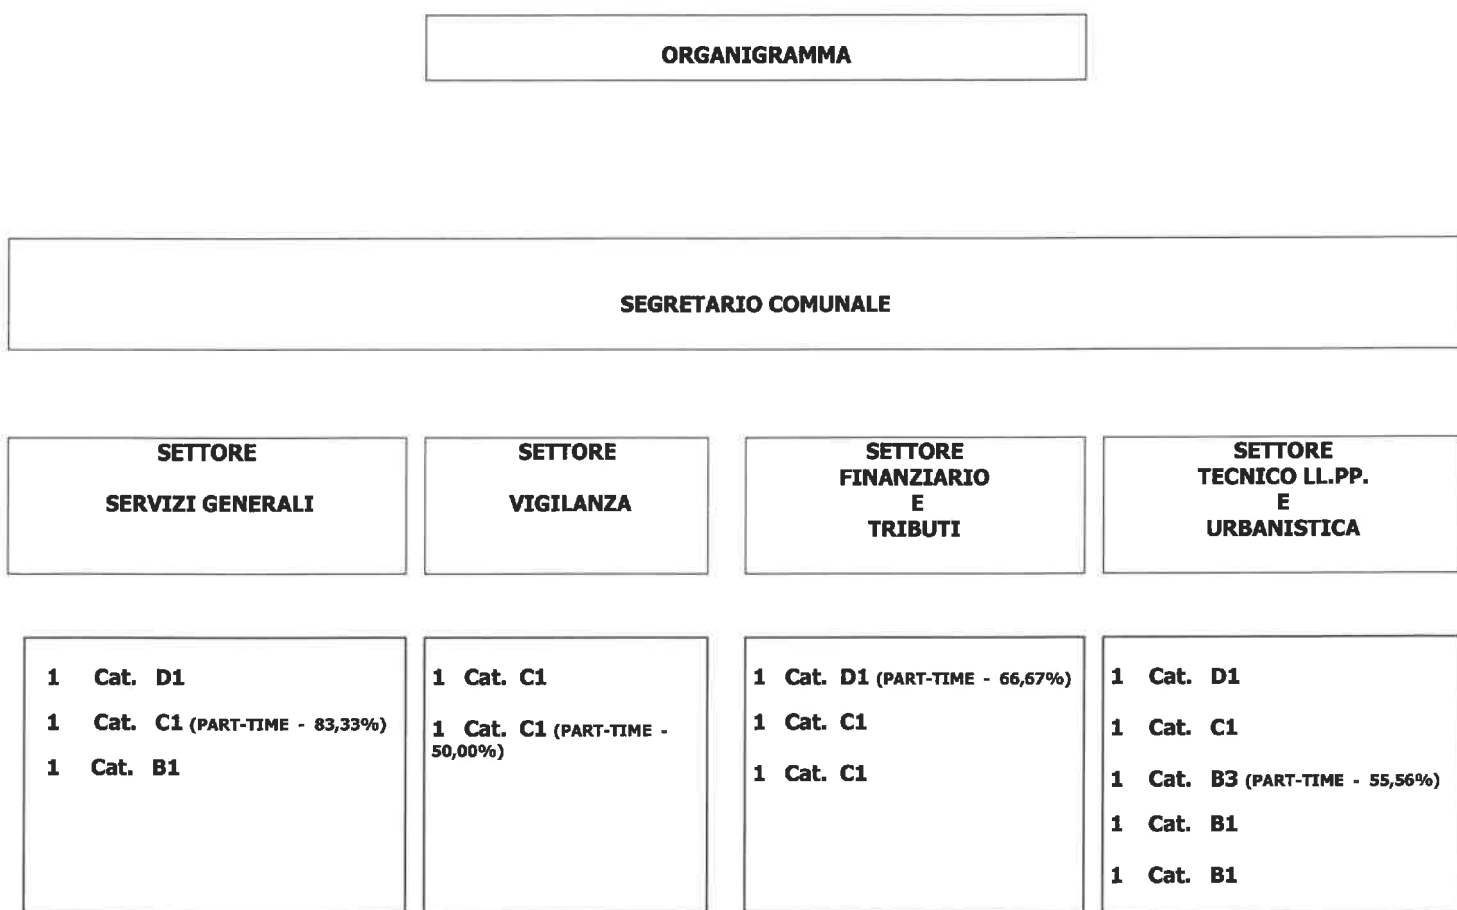 ORGANIGRAMMA
SEGRETARIO COMUNALE
SETTORE
SERVIZI GENERALI
SETTORE
VIGILANZA
SETTORE
FINANZIARIO
E
TRIBUTI
SETTORE
TECNICO LL.PP.
E
URBANISTICA
1 Cat. D1
1 Cat. C1 (PART-TIME - 83,33%)
1 Cat. B1
1 Cat. C1
1 Cat. C1 (PART-TIME -
50,00%)
1 Cat. D1 (PART-TIME - 66,67%)
1 Cat. C1
1 Cat. C1
1 Cat. D1
1 Cat. C1
1 Cat. B3 (PART-TIME - 55,56%)
1 Cat. B1
1 Cat. B1